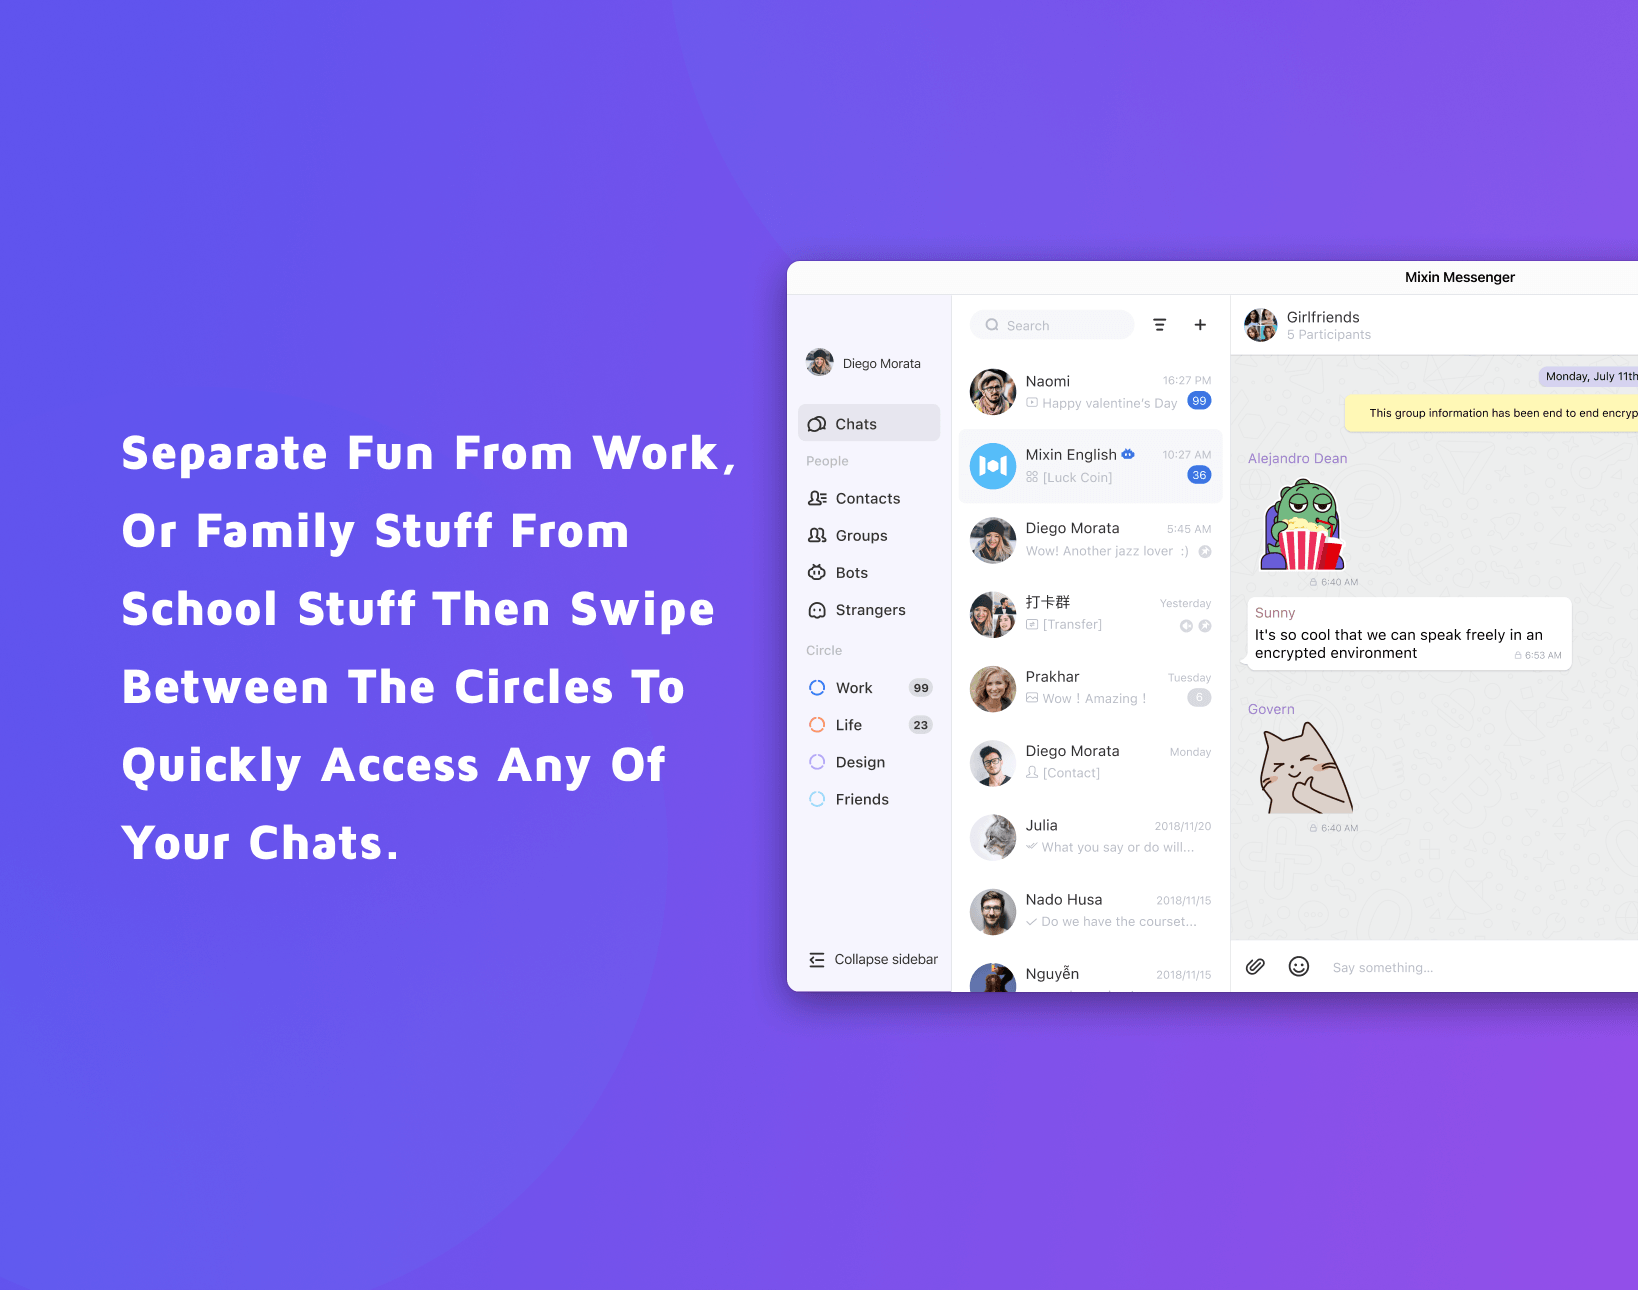 Separate Fun From Work,
Or Family Stuff From
School Stuff Then Swipe
Between The Circles To
Quickly Access Any Of
Your Chats.
Mixin Messenger
Diego Morata
Chats
People
Contacts
Groups
Bots
Strangers
Circle
Work 99
Life 23
Design
Friends
Collapse sidebar
Search
Naomi 16:27 PM
Happy valentine's Day 99
Mixin English 10:27 AM
[Luck Coin] 36
Diego Morata 5:45 AM
Wow! Another jazz lover :)
打卡群 Yesterday
[Transfer]
Prakhar Tuesday
Wow ! Amazing ! 6
Diego Morata Monday
[Contact]
Julia 2018/11/20
What you say or do will...
Nado Husa 2018/11/15
Do we have the courset...
Nguyễn 2018/11/15
Girlfriends
5 Participants
Monday, July 11th
This group information has been end to end encryp
Alejandro Dean
6:40 AM
Sunny
It's so cool that we can speak freely in an
encrypted environment 6:53 AM
Govern
6:40 AM
Say something...